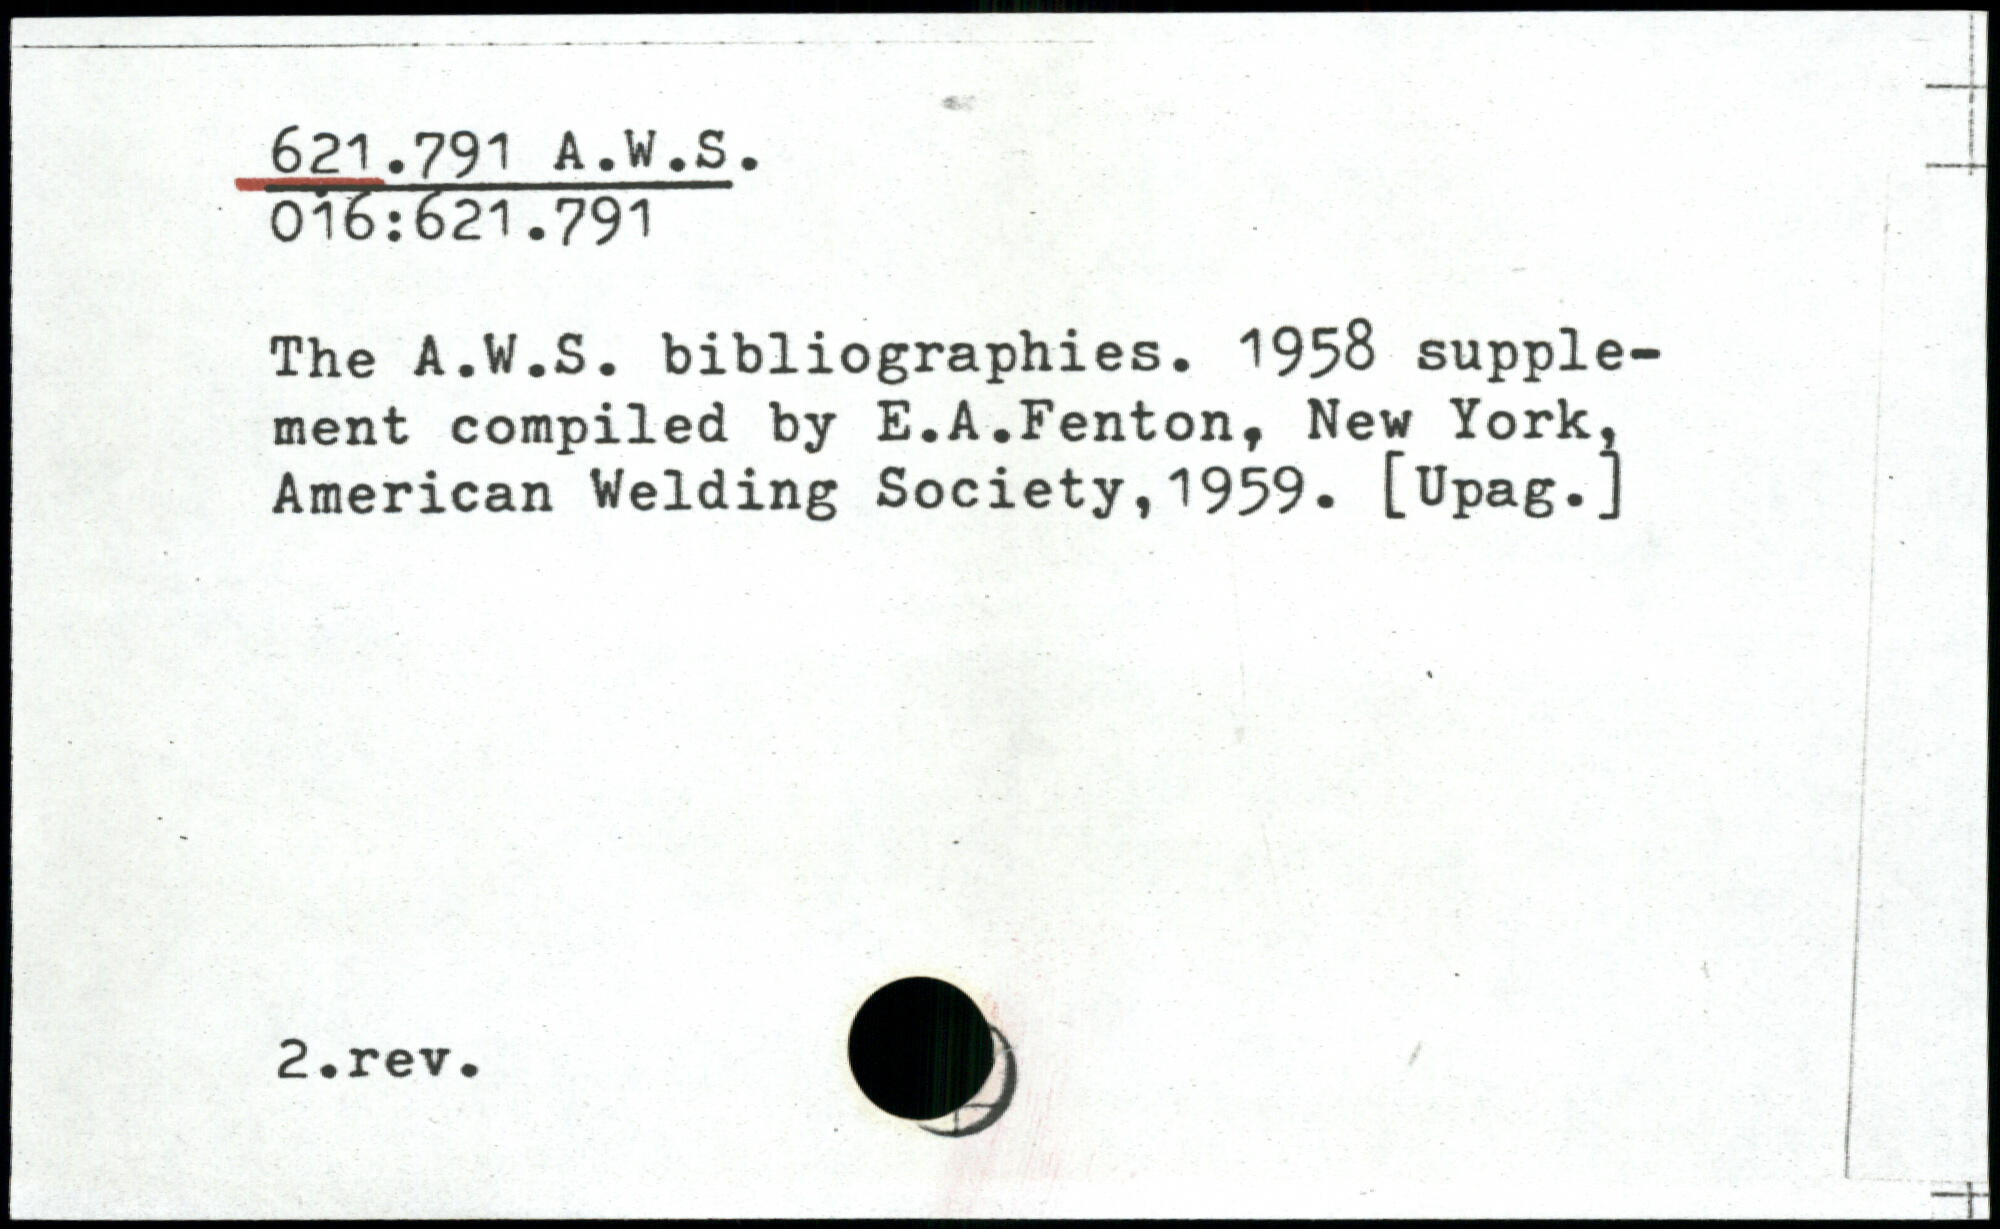 621.791 A.W.S.
016:621.791
The A.W.S. bibliographies. 1958 supple-
ment compiled by E.A.Fenton, New York,
American Welding Society,1959. [Upag.]
2.rev.